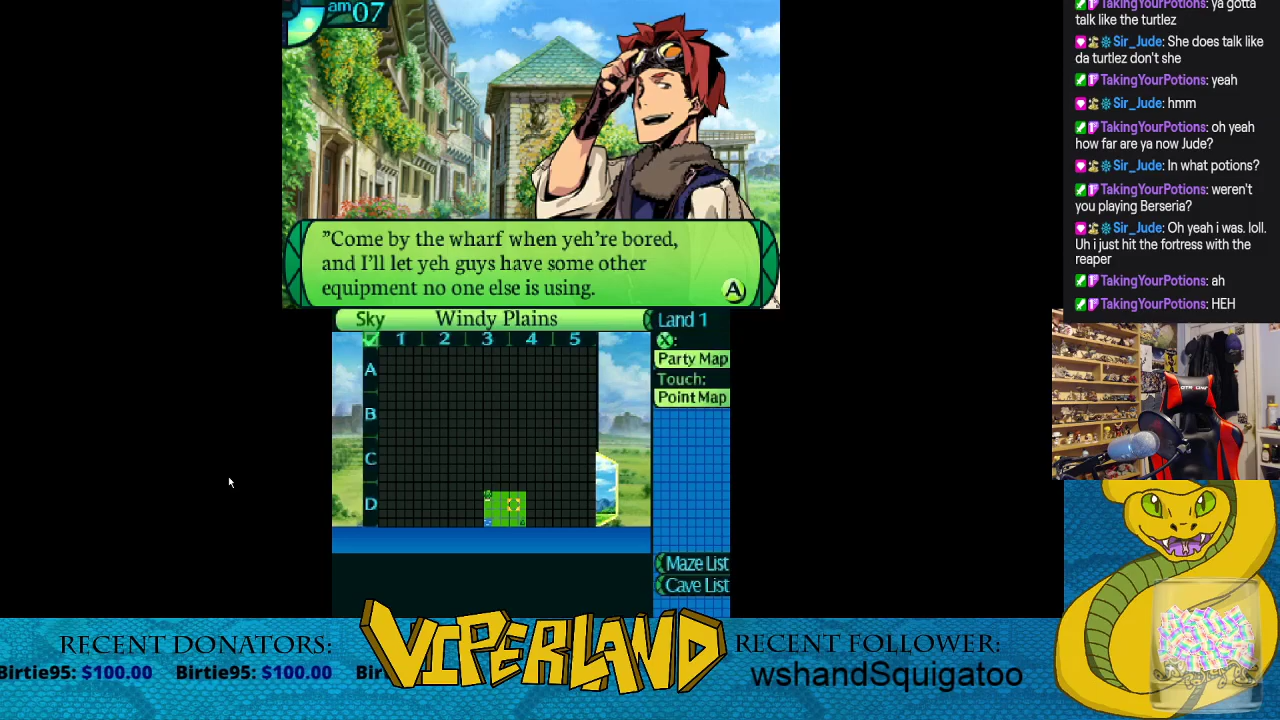 am07
"Come by the wharf when yeh're bored,
and I'll let yeh guys have some other
equipment no one else is using.
A
Sky Windy Plains Land 1
1 2 3 4 5
A
B
C
D
X:
Party Map
Touch:
Point Map
Maze List
Cave List
TakingYourPotions: ya gotta
talk like the turtlez
Sir_Jude: She does talk like
da turtlez don't she
TakingYourPotions: yeah
Sir_Jude: hmm
TakingYourPotions: oh yeah
how far are ya now Jude?
Sir_Jude: In what potions?
TakingYourPotions: weren't
you playing Berseria?
Sir_Jude: Oh yeah i was. lol.
Uh i just hit the fortress with the
reaper
TakingYourPotions: ah
TakingYourPotions: HEH
RECENT DONATORS:
Birtie95: $100.00 Birtie95: $100.00 Bir
VIPERLAND
RECENT FOLLOWER:
wshandSquigatoo